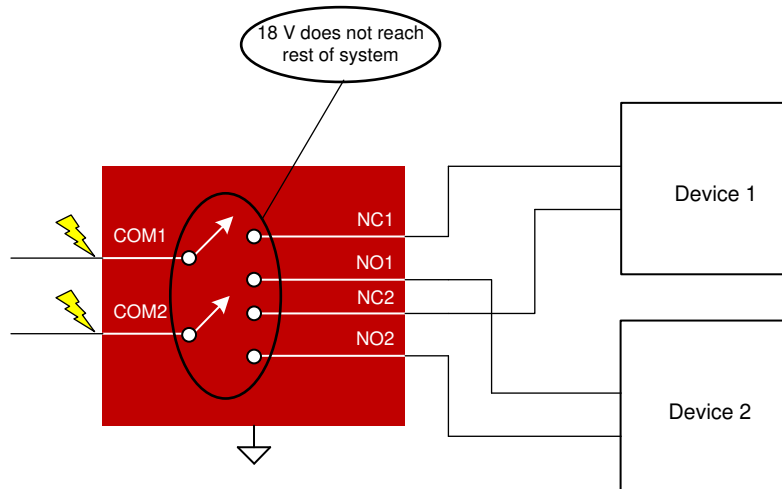 18 V does not reach
rest of system
COM1
COM2
NC1
NO1
NC2
NO2
Device 1
Device 2